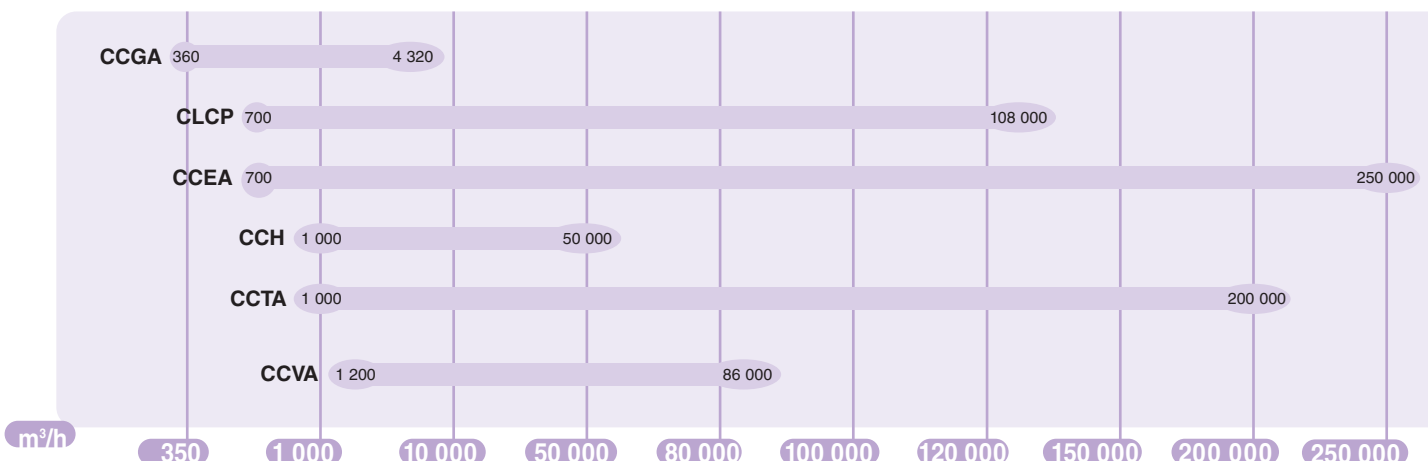 CCGA 360 4 320
CLCP 700 108 000
CCEA 700 250 000
CCH 1 000 50 000
CCTA 1 000 200 000
CCVA 1 200 86 000
m³/h 350 1 000 10 000 50 000 80 000 100 000 120 000 150 000 200 000 250 000